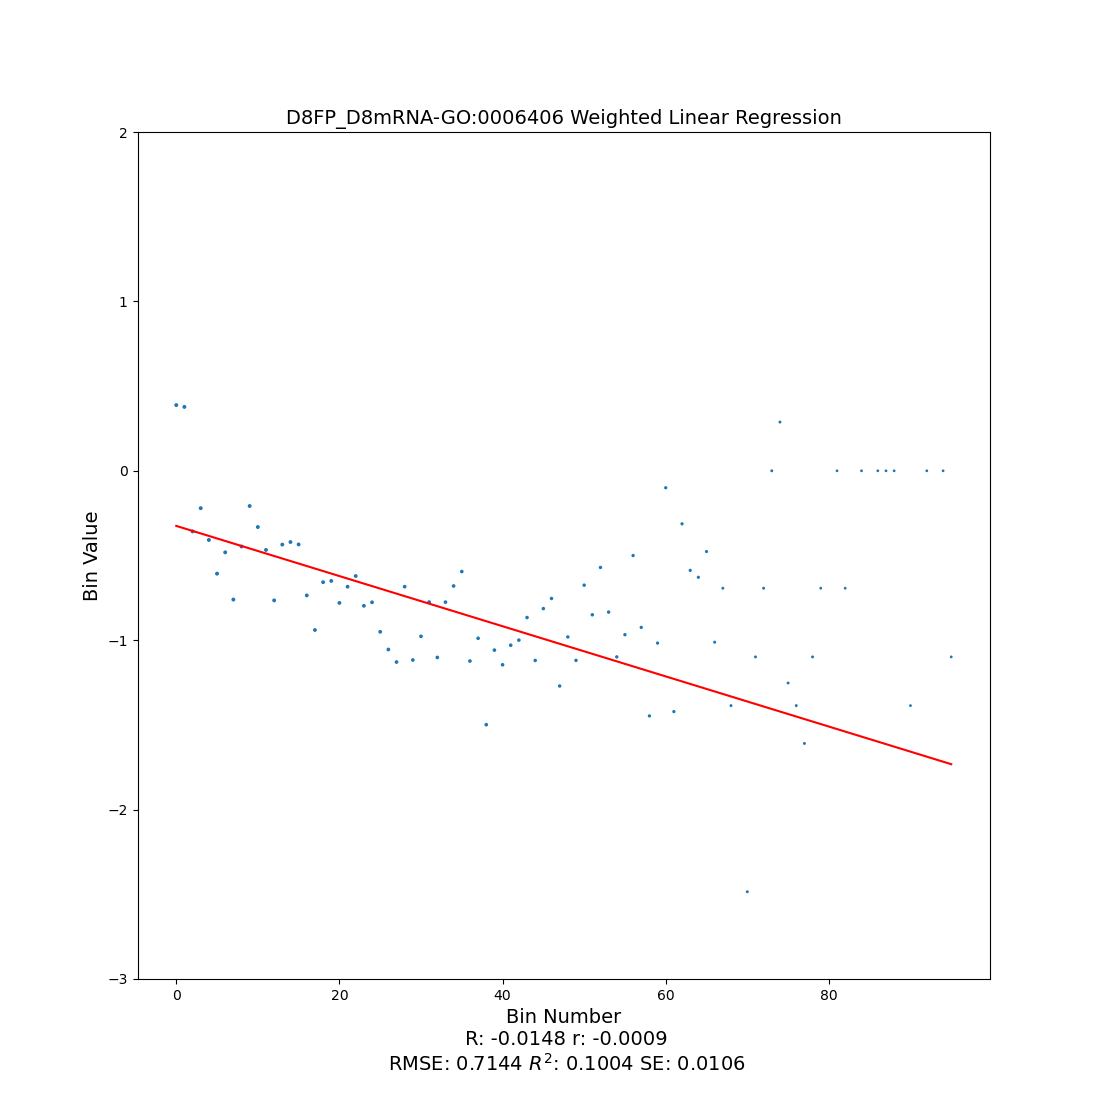 D8FP_D8mRNA-GO:0006406 Weighted Linear Regression
2
1
0
−1
−2
−3
Bin Value
0 20 40 60 80
Bin Number
R: -0.0148 r: -0.0009
RMSE: 0.7144 R²: 0.1004 SE: 0.0106